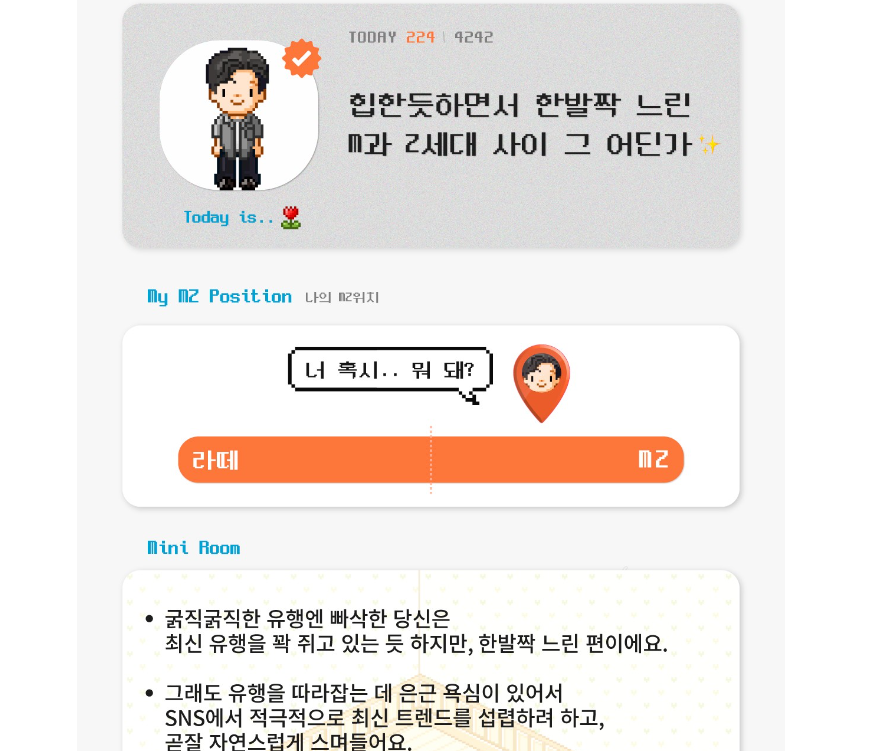 TODAY 224 | 4242
힙한듯하면서 한발짝 느린
M과 Z세대 사이 그 어딘가✨
Today is..
My MZ Position 나의 MZ위치
너 혹시.. 뭐 돼?
라떼 MZ
Mini Room
• 굵직굵직한 유행엔 빠삭한 당신은
최신 유행을 꽉 쥐고 있는 듯 하지만, 한발짝 느린 편이에요.
• 그래도 유행을 따라잡는 데 은근 욕심이 있어서
SNS에서 적극적으로 최신 트렌드를 섭렵하려 하고,
곧잘 자연스럽게 스며들어요.